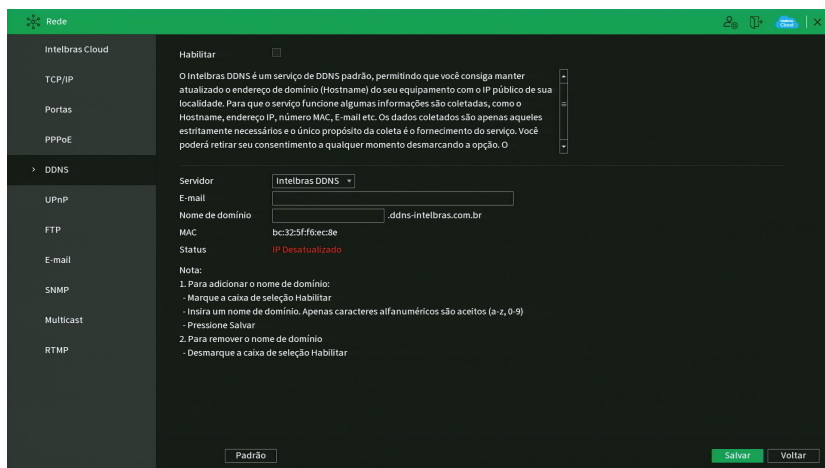 Rede
Intelbras Cloud
TCP/IP
Portas
PPPoE
DDNS
UPnP
FTP
E-mail
SNMP
Multicast
RTMP
Habilitar
O Intelbras DDNS é um serviço de DDNS padrão, permitindo que você consiga manter
atualizado o endereço de domínio (Hostname) do seu equipamento com o IP público de sua
localidade. Para que o serviço funcione algumas informações são coletadas, como o
Hostname, endereço IP, número MAC, E-mail etc. Os dados coletados são apenas aqueles
estritamente necessários e o único propósito da coleta é o fornecimento do serviço. Você
poderá retirar seu consentimento a qualquer momento desmarcando a opção. O
Servidor Intelbras DDNS
E-mail
Nome de domínio .ddns-intelbras.com.br
MAC bc:32:5f:f6:ec:8e
Status IP Desatualizado
Nota:
1. Para adicionar o nome de domínio:
- Marque a caixa de seleção Habilitar
- Insira um nome de domínio. Apenas caracteres alfanuméricos são aceitos (a-z, 0-9)
- Pressione Salvar
2. Para remover o nome de domínio
- Desmarque a caixa de seleção Habilitar
Padrão Salvar Voltar